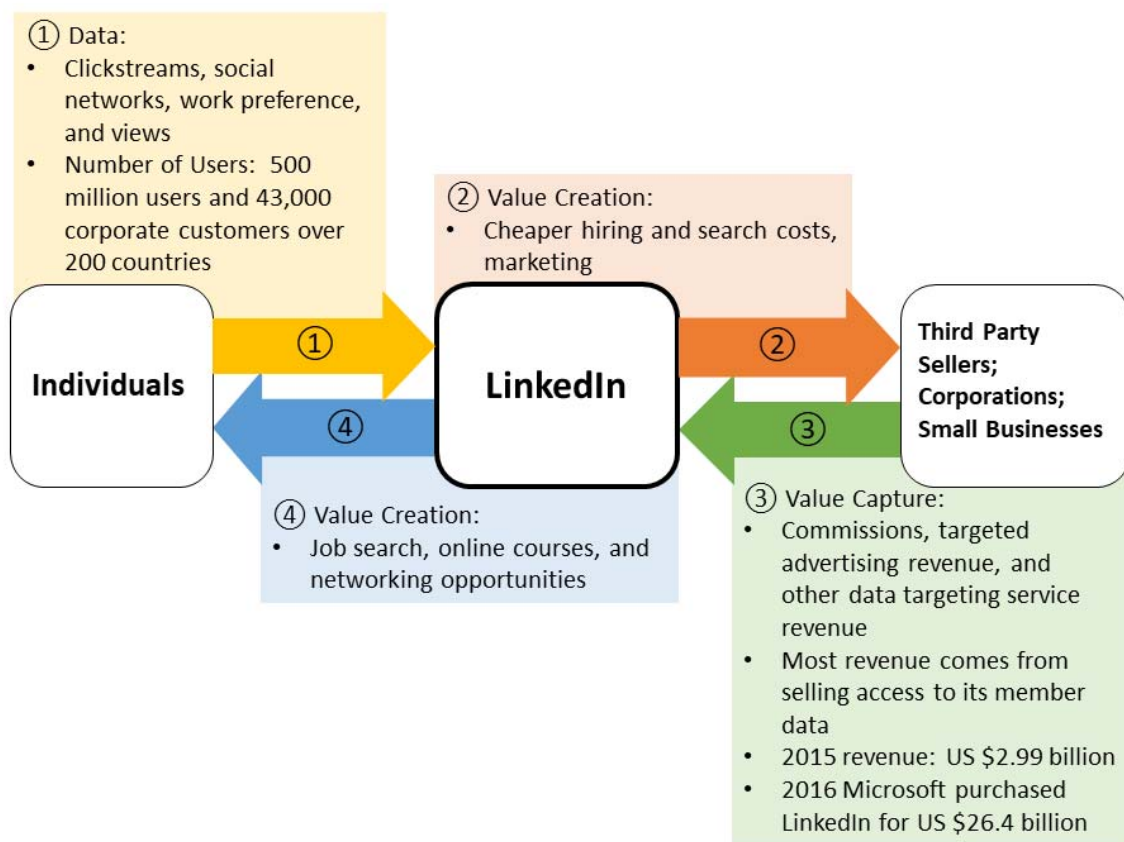 ① Data:
• Clickstreams, social
networks, work preference,
and views
• Number of Users: 500
million users and 43,000
corporate customers over
200 countries
② Value Creation:
• Cheaper hiring and search costs,
marketing
Individuals
①
④
LinkedIn
②
③
Third Party
Sellers;
Corporations;
Small Businesses
④ Value Creation:
• Job search, online courses, and
networking opportunities
③ Value Capture:
• Commissions, targeted
advertising revenue, and
other data targeting service
revenue
• Most revenue comes from
selling access to its member
data
• 2015 revenue: US $2.99 billion
• 2016 Microsoft purchased
LinkedIn for US $26.4 billion